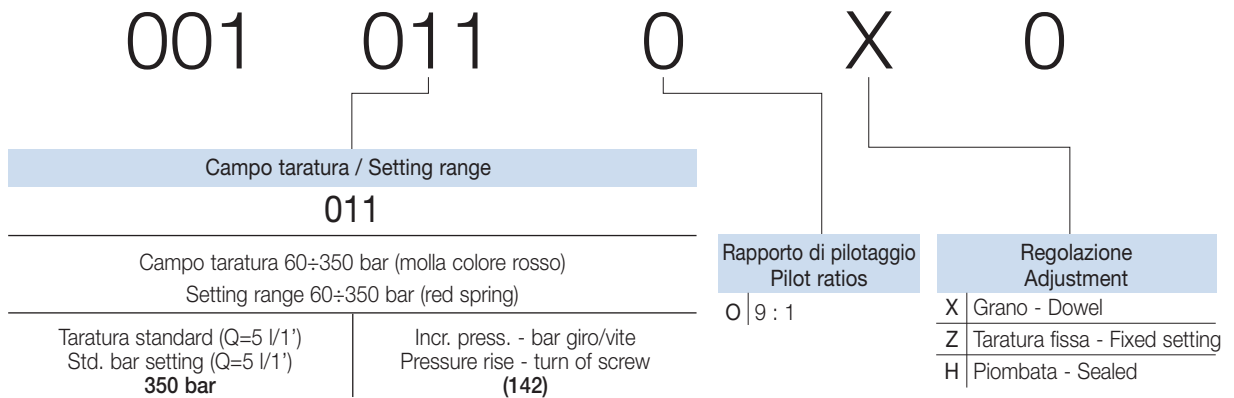 001 011 0 X 0
Campo taratura / Setting range
011
Campo taratura 60÷350 bar (molla colore rosso)
Setting range 60÷350 bar (red spring)
Taratura standard (Q=5 l/1’)
Std. bar setting (Q=5 l/1’)
350 bar
Incr. press. - bar giro/vite
Pressure rise - turn of screw
(142)
Rapporto di pilotaggio
Pilot ratios
O 9 : 1
Regolazione
Adjustment
X Grano - Dowel
Z Taratura fissa - Fixed setting
H Piombata - Sealed